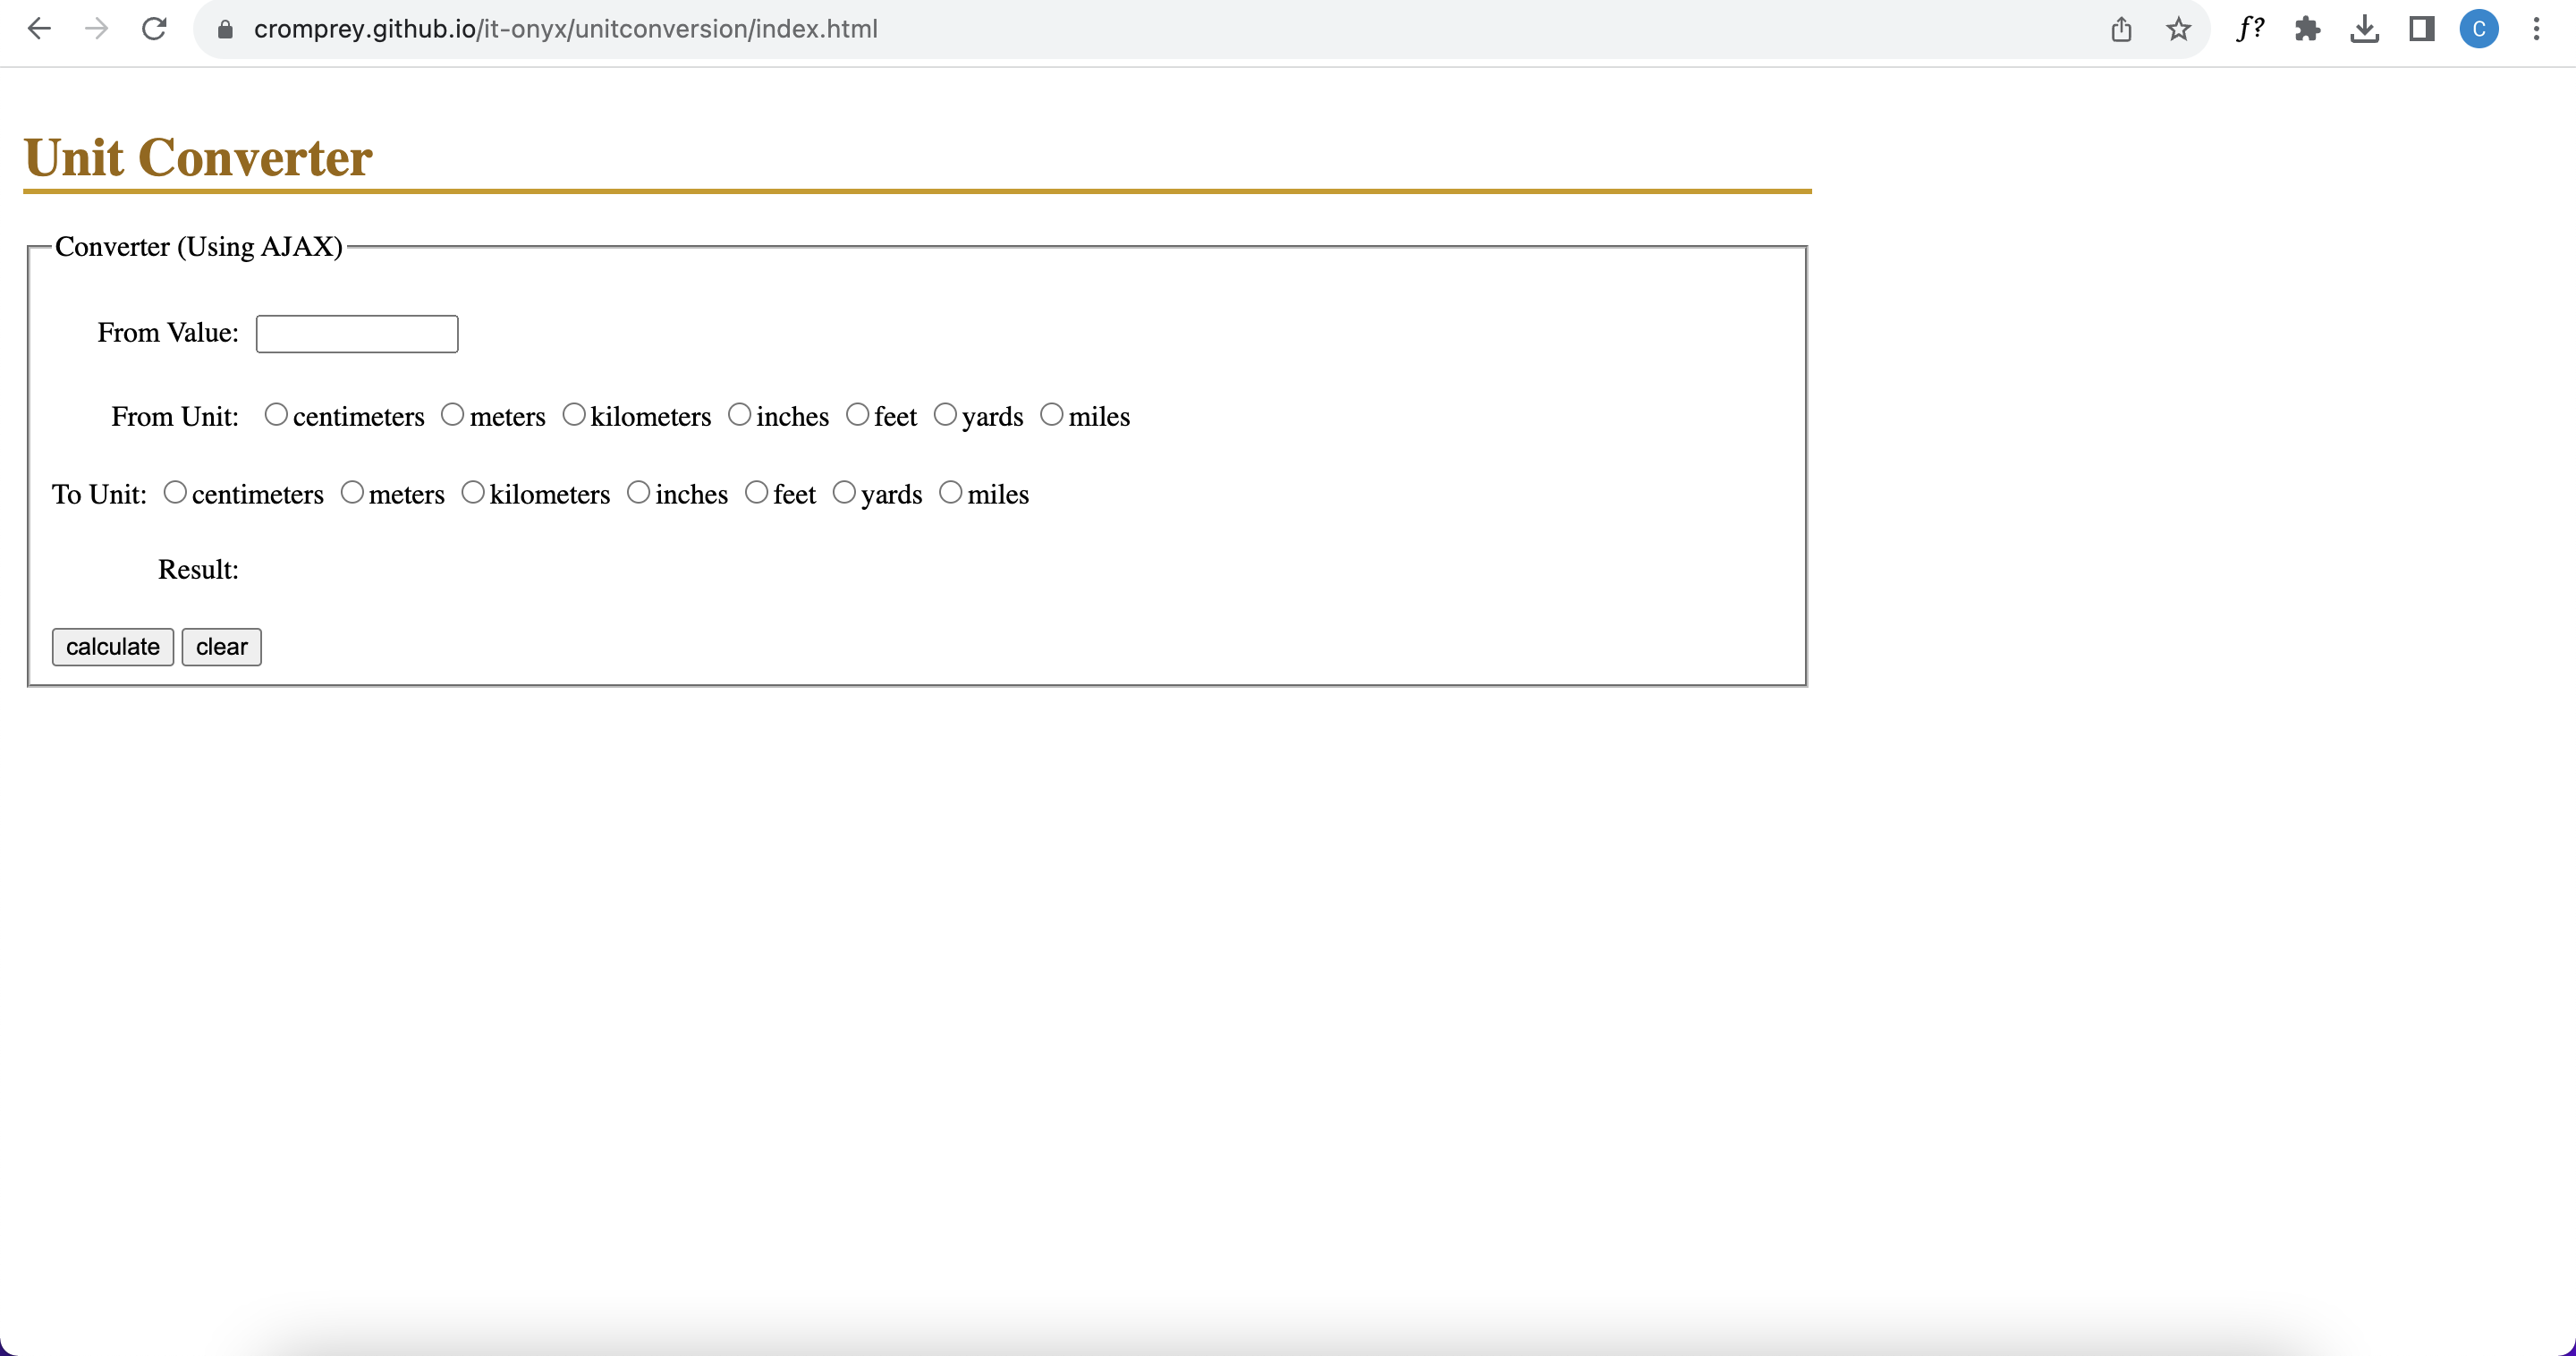 cromprey.github.io/it-onyx/unitconversion/index.html
f?
C
Unit Converter
Converter (Using AJAX)
From Value:
From Unit: centimeters meters kilometers inches feet yards miles
To Unit: centimeters meters kilometers inches feet yards miles
Result:
calculate clear